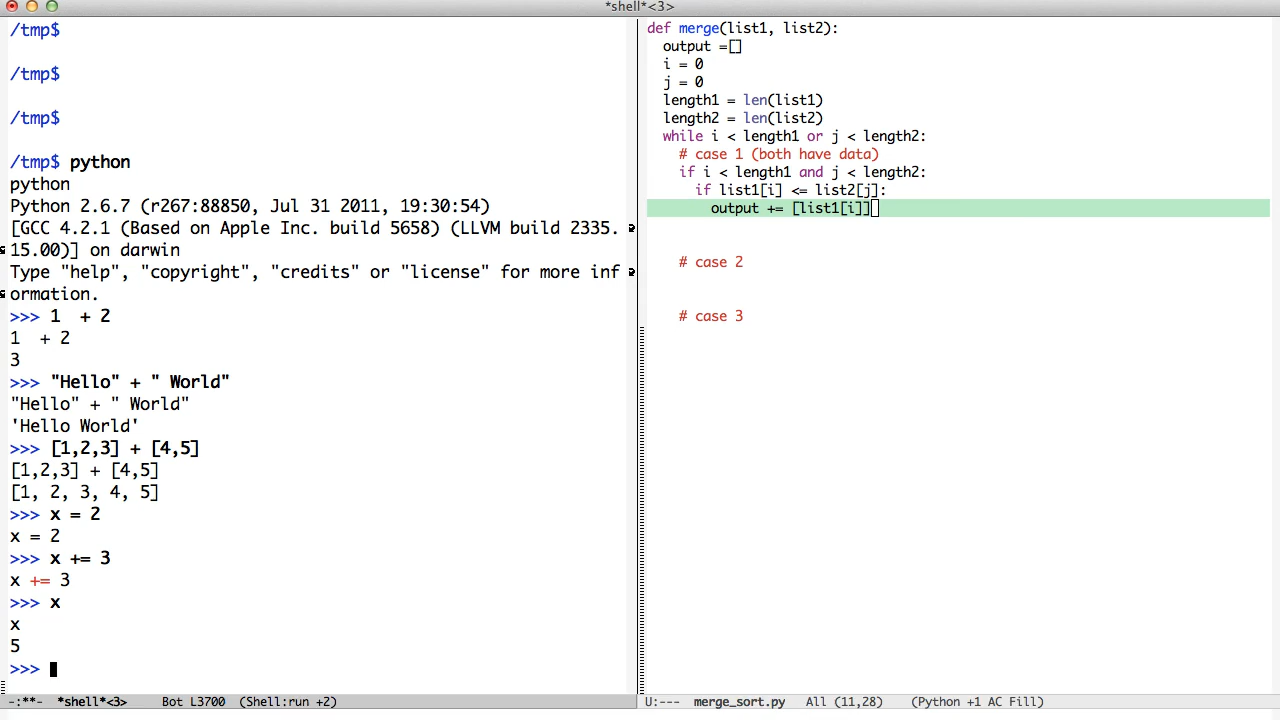 *shell*<3>
/tmp$
/tmp$
/tmp$
/tmp$ python
python
Python 2.6.7 (r267:88850, Jul 31 2011, 19:30:54)
[GCC 4.2.1 (Based on Apple Inc. build 5658) (LLVM build 2335.
15.00)] on darwin
Type "help", "copyright", "credits" or "license" for more inf
ormation.
>>> 1  + 2
1  + 2
3
>>> "Hello" + " World"
"Hello" + " World"
'Hello World'
>>> [1,2,3] + [4,5]
[1,2,3] + [4,5]
[1, 2, 3, 4, 5]
>>> x = 2
x = 2
>>> x += 3
x += 3
>>> x
x
5
>>>
-:**-  *shell*<3>    Bot L3700  (Shell:run +2)
def merge(list1, list2):
  output =[]
  i = 0
  j = 0
  length1 = len(list1)
  length2 = len(list2)
  while i < length1 or j < length2:
    # case 1 (both have data)
    if i < length1 and j < length2:
      if list1[i] <= list2[j]:
        output += [list1[i]]
    # case 2
    # case 3
U:---  merge_sort.py  All (11,28)    (Python +1 AC Fill)